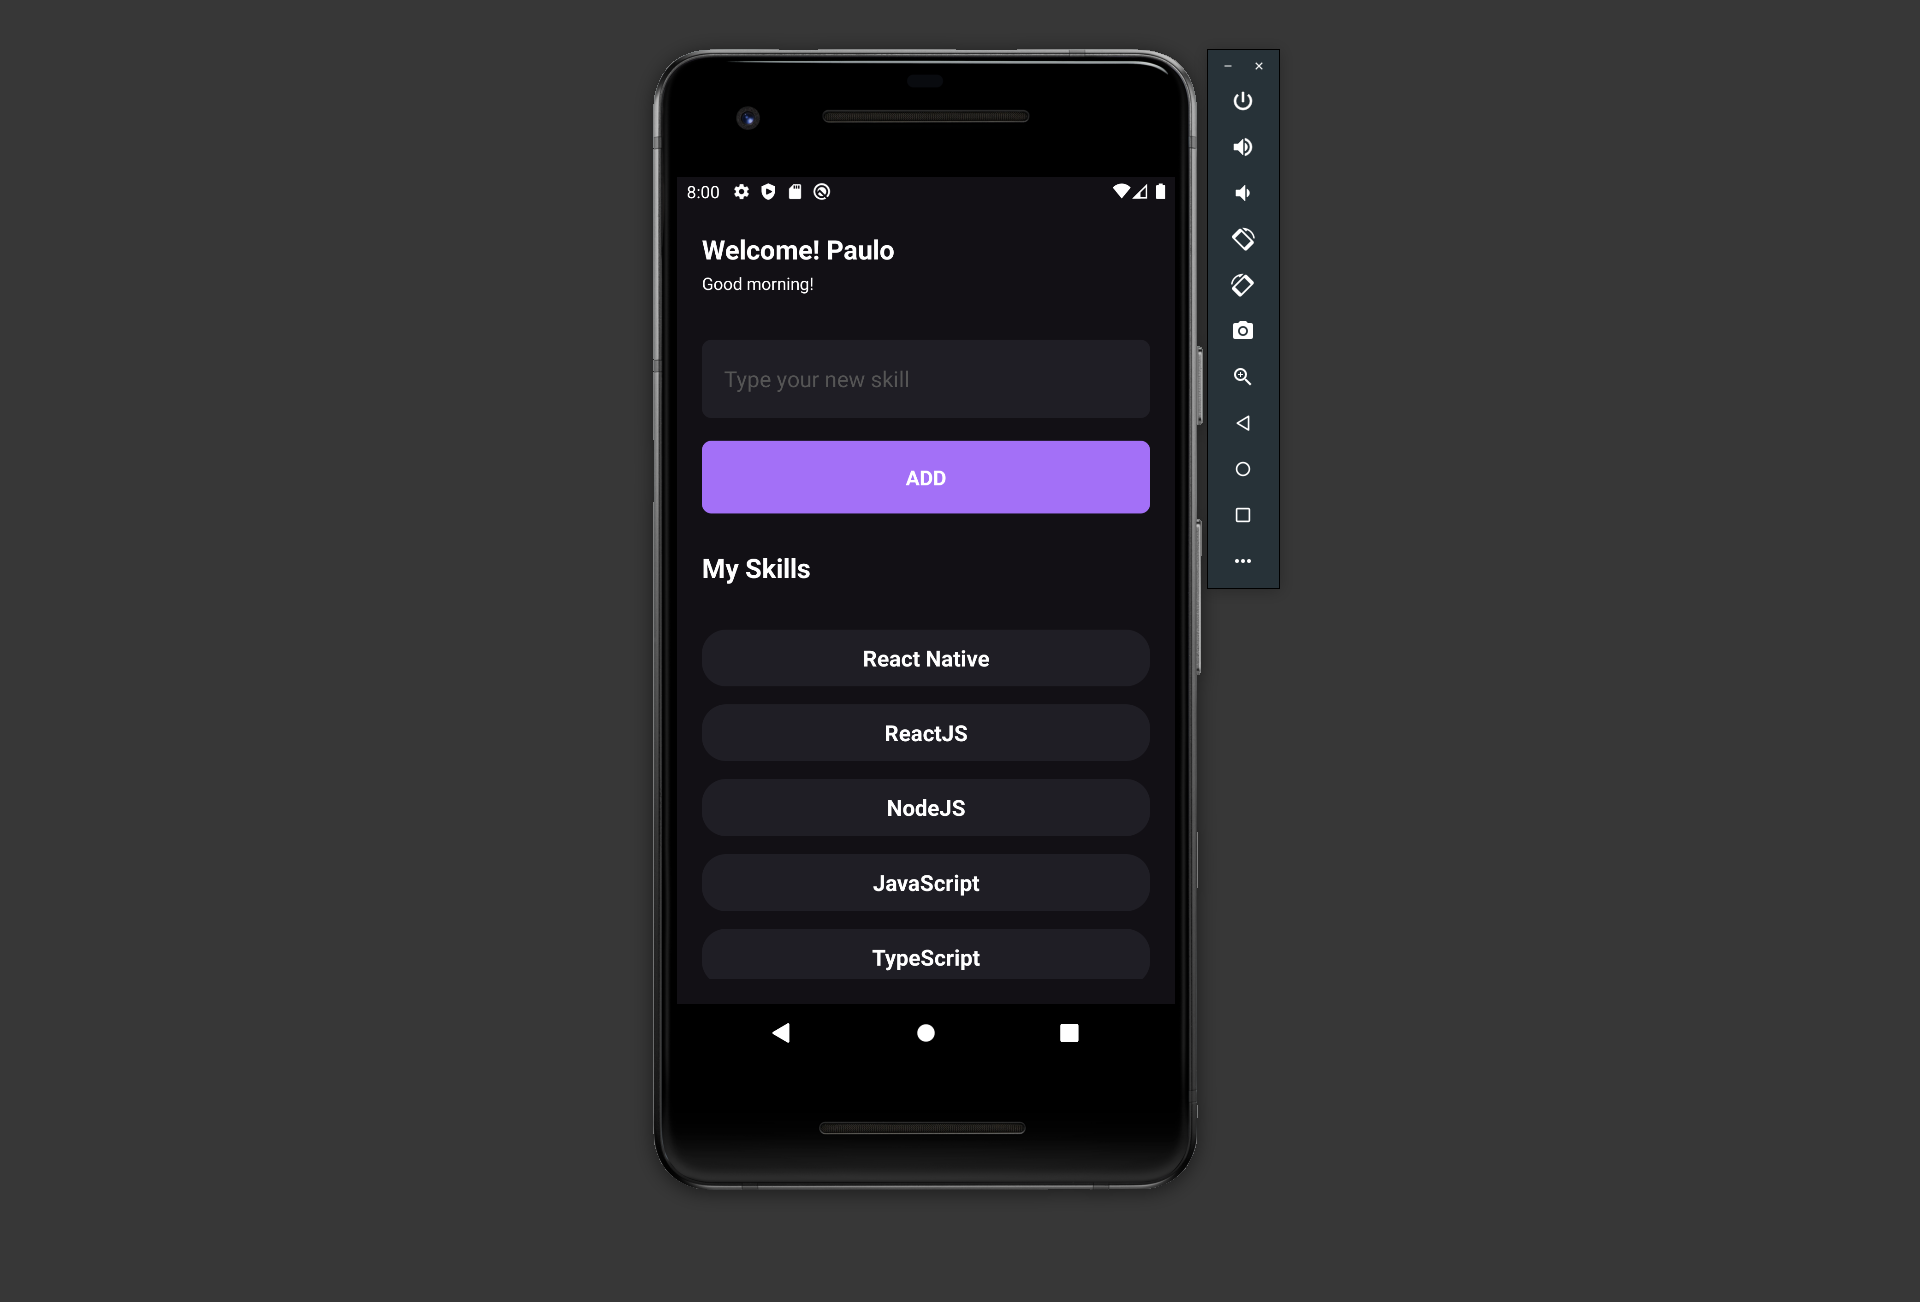 8:00
Welcome! Paulo
Good morning!
Type your new skill
ADD
My Skills
React Native
ReactJS
NodeJS
JavaScript
TypeScript